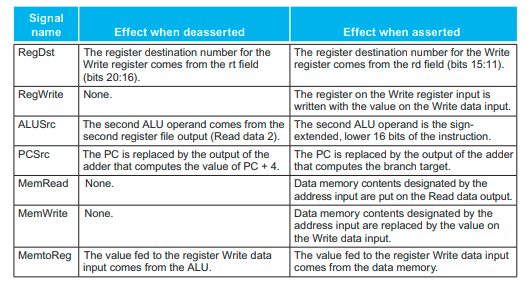 Signal name
Effect when deasserted
Effect when asserted
RegDst
The register destination number for the
Write register comes from the rt field
(bits 20:16).
The register destination number for the Write
register comes from the rd field (bits 15:11).
RegWrite
None.
The register on the Write register input is
written with the value on the Write data input.
ALUSrc
The second ALU operand comes from the
second register file output (Read data 2).
The second ALU operand is the sign-
extended, lower 16 bits of the instruction.
PCSrc
The PC is replaced by the output of the
adder that computes the value of PC + 4.
The PC is replaced by the output of the adder
that computes the branch target.
MemRead
None.
Data memory contents designated by the
address input are put on the Read data output.
MemWrite
None.
Data memory contents designated by the
address input are replaced by the value on
the Write data input.
MemtoReg
The value fed to the register Write data
input comes from the ALU.
The value fed to the register Write data input
comes from the data memory.